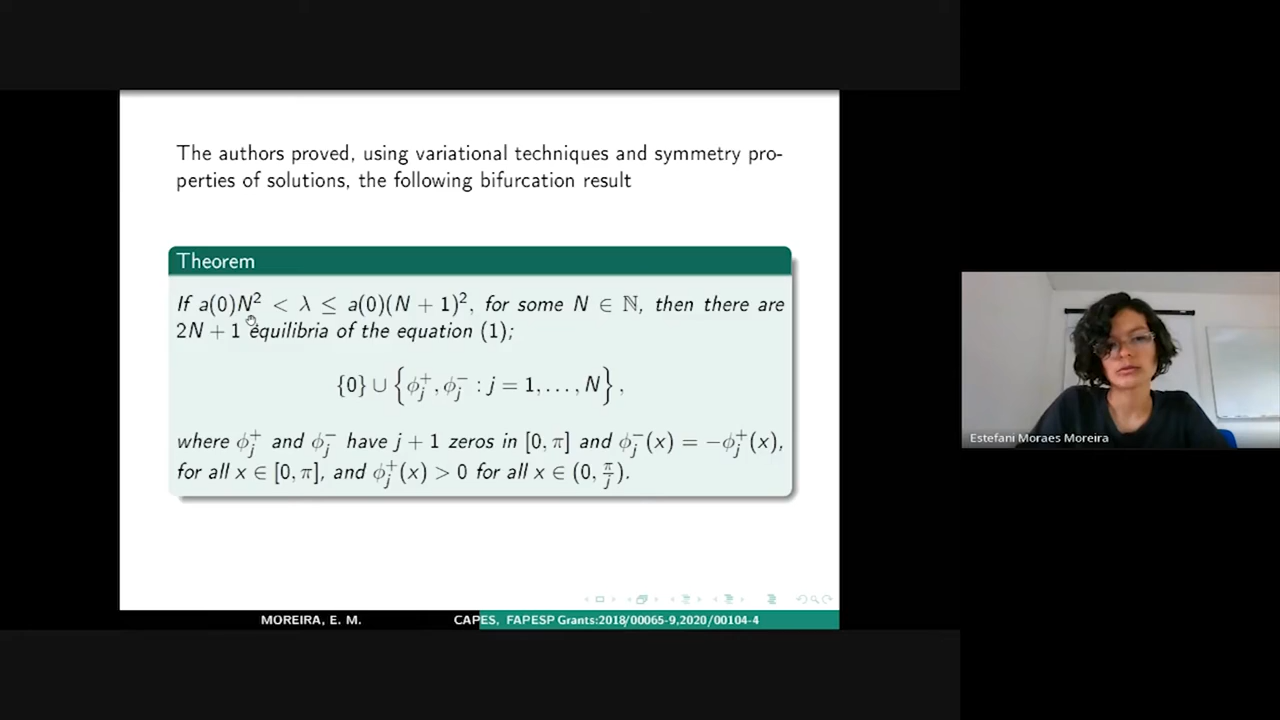 The authors proved, using variational techniques and symmetry pro-
perties of solutions, the following bifurcation result
Theorem
If a(0)N² < λ ≤ a(0)(N + 1)², for some N ∈ ℕ, then there are
2N + 1 equilibria of the equation (1);
{0} ∪ {ϕ_j^+, ϕ_j^- : j = 1, . . . , N},
where ϕ_j^+ and ϕ_j^- have j + 1 zeros in [0, π] and ϕ_j^-(x) = −ϕ_j^+(x),
for all x ∈ [0, π], and ϕ_j^+(x) > 0 for all x ∈ (0, π/j).
MOREIRA, E. M. CAPES, FAPESP Grants:2018/00065-9,2020/00104-4
Estefani Moraes Moreira